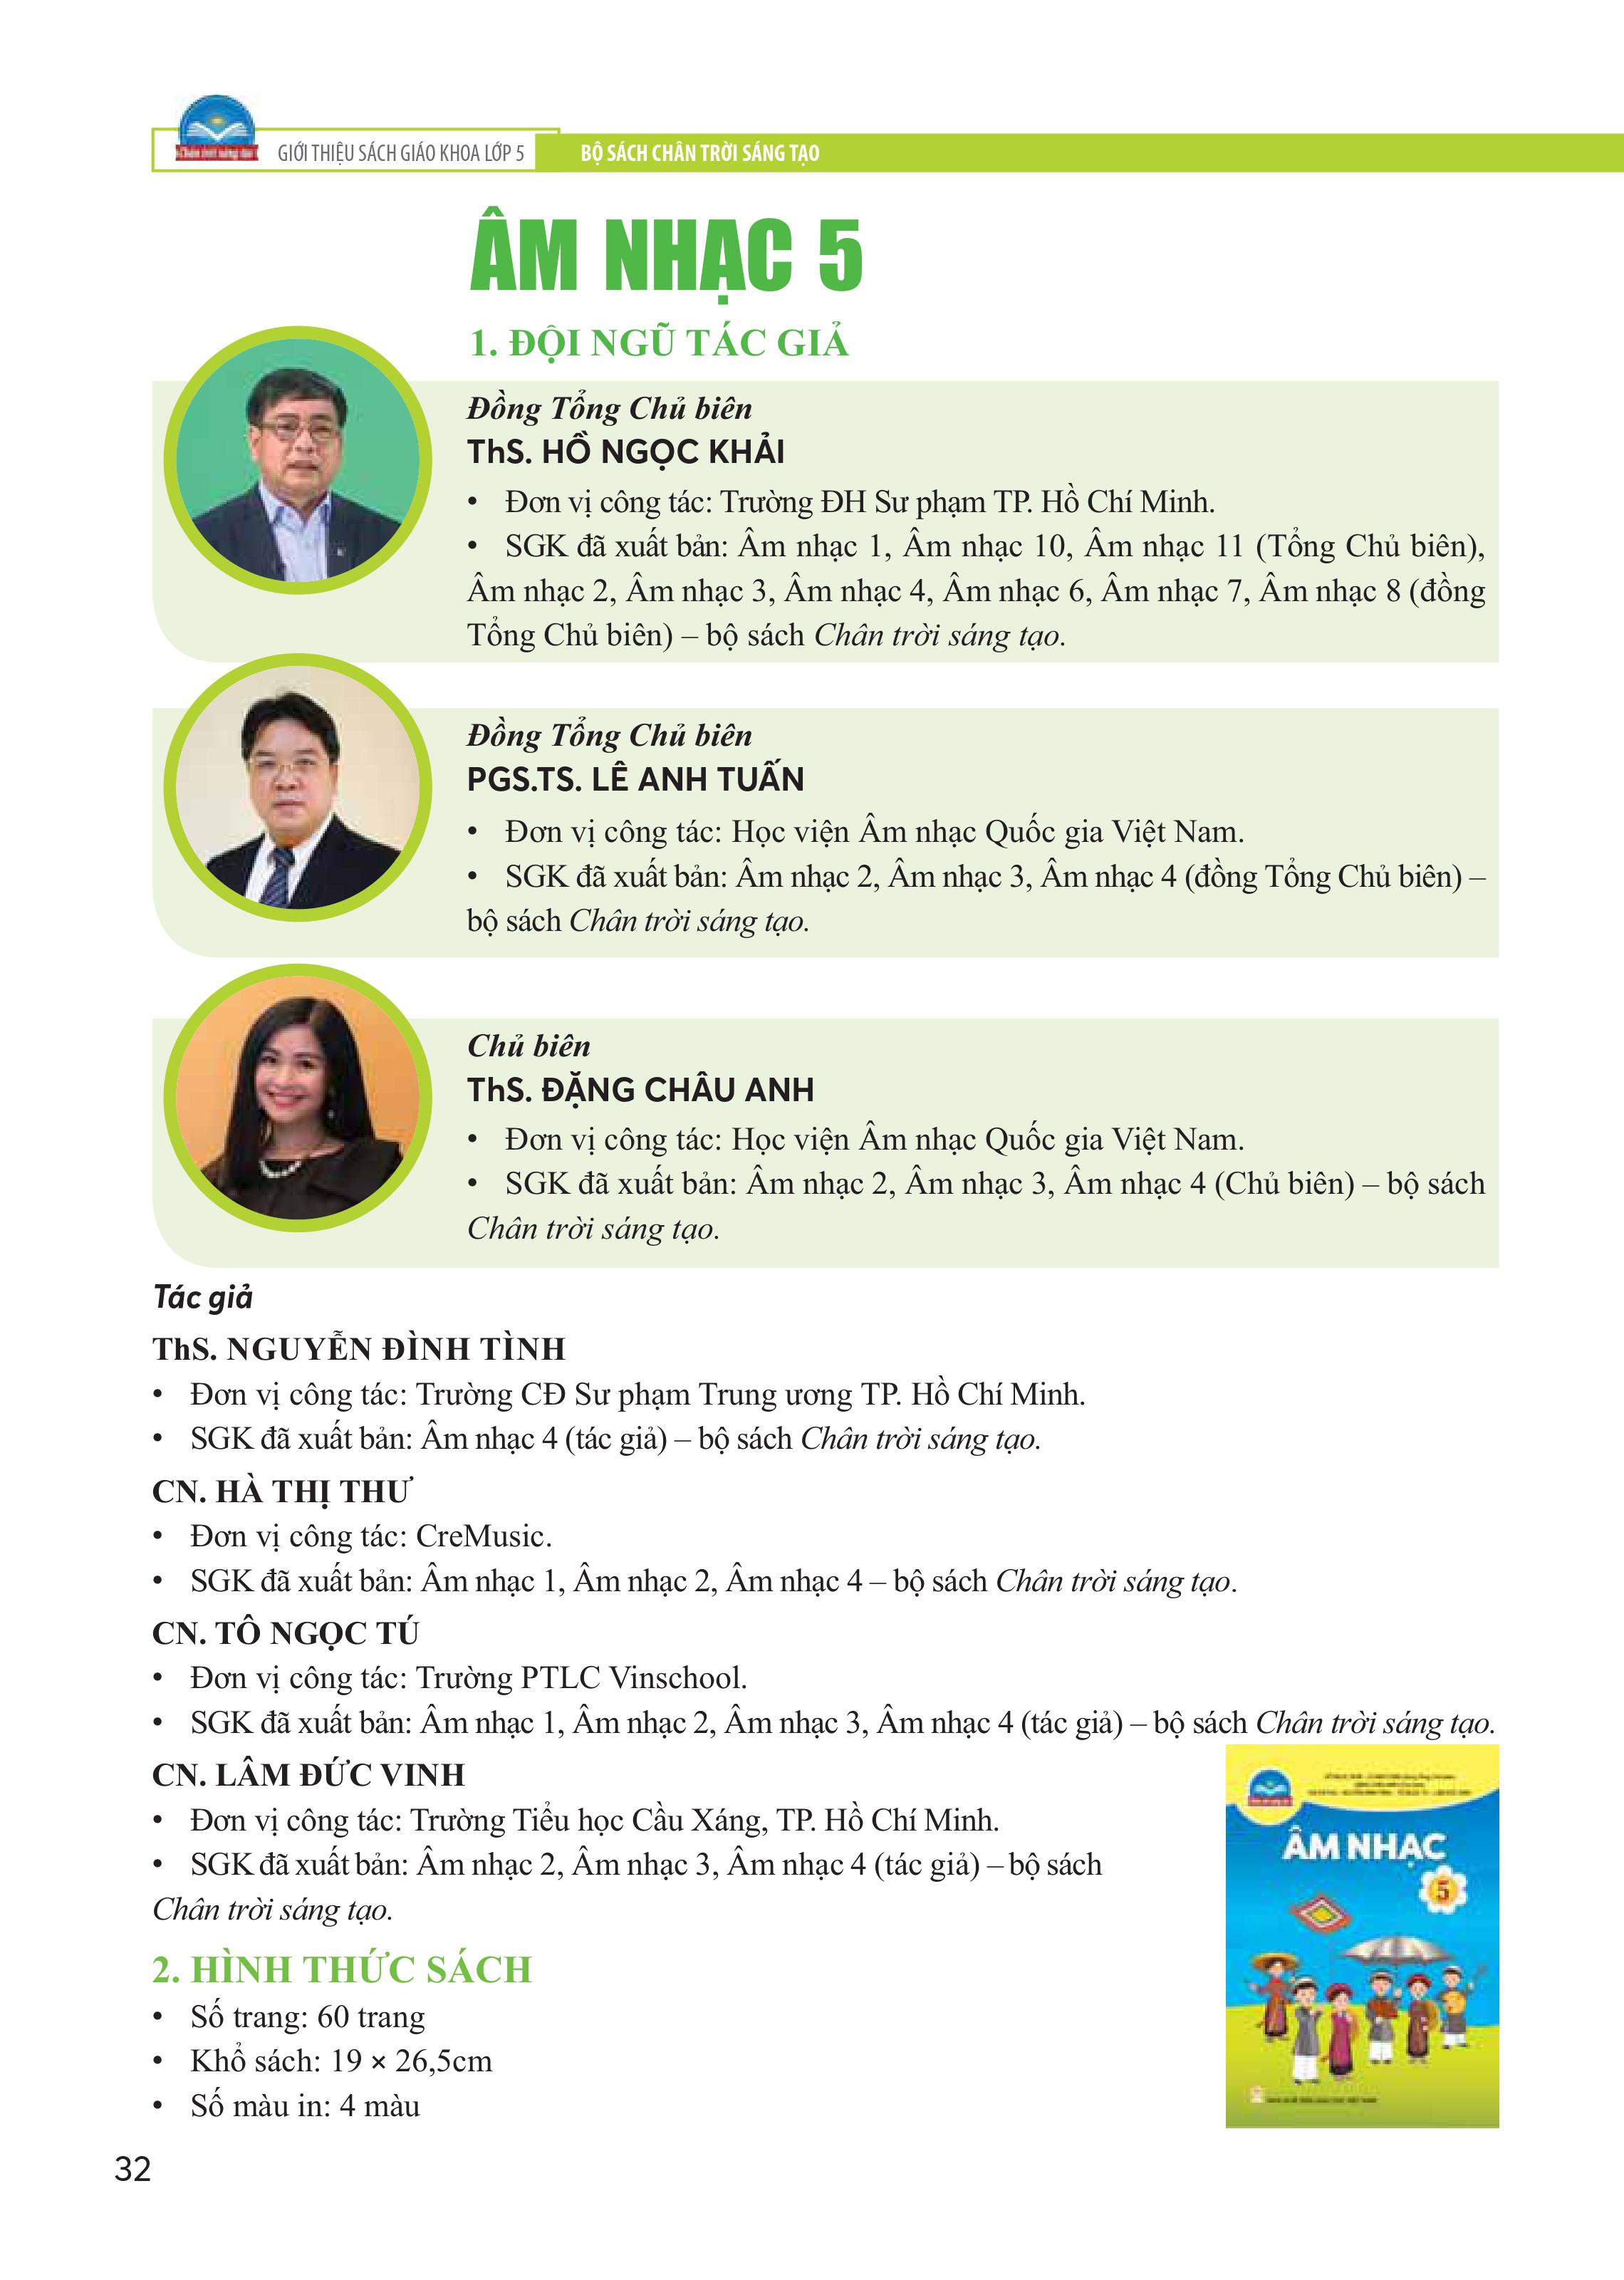 GIỚI THIỆU SÁCH GIÁO KHOA LỚP 5
BỘ SÁCH CHÂN TRỜI SÁNG TẠO
ÂM NHẠC 5
1. ĐỘI NGŨ TÁC GIẢ
Đồng Tổng Chủ biên
ThS. HỒ NGỌC KHẢI
• Đơn vị công tác: Trường ĐH Sư phạm TP. Hồ Chí Minh.
• SGK đã xuất bản: Âm nhạc 1, Âm nhạc 10, Âm nhạc 11 (Tổng Chủ biên),
Âm nhạc 2, Âm nhạc 3, Âm nhạc 4, Âm nhạc 6, Âm nhạc 7, Âm nhạc 8 (đồng
Tổng Chủ biên) – bộ sách Chân trời sáng tạo.
Đồng Tổng Chủ biên
PGS.TS. LÊ ANH TUẤN
• Đơn vị công tác: Học viện Âm nhạc Quốc gia Việt Nam.
• SGK đã xuất bản: Âm nhạc 2, Âm nhạc 3, Âm nhạc 4 (đồng Tổng Chủ biên) –
bộ sách Chân trời sáng tạo.
Chủ biên
ThS. ĐẶNG CHÂU ANH
• Đơn vị công tác: Học viện Âm nhạc Quốc gia Việt Nam.
• SGK đã xuất bản: Âm nhạc 2, Âm nhạc 3, Âm nhạc 4 (Chủ biên) – bộ sách
Chân trời sáng tạo.
Tác giả
ThS. NGUYỄN ĐÌNH TÌNH
• Đơn vị công tác: Trường CĐ Sư phạm Trung ương TP. Hồ Chí Minh.
• SGK đã xuất bản: Âm nhạc 4 (tác giả) – bộ sách Chân trời sáng tạo.
CN. HÀ THỊ THƯ
• Đơn vị công tác: CreMusic.
• SGK đã xuất bản: Âm nhạc 1, Âm nhạc 2, Âm nhạc 4 – bộ sách Chân trời sáng tạo.
CN. TÔ NGỌC TÚ
• Đơn vị công tác: Trường PTLC Vinschool.
• SGK đã xuất bản: Âm nhạc 1, Âm nhạc 2, Âm nhạc 3, Âm nhạc 4 (tác giả) – bộ sách Chân trời sáng tạo.
CN. LÂM ĐỨC VINH
• Đơn vị công tác: Trường Tiểu học Cầu Xáng, TP. Hồ Chí Minh.
• SGK đã xuất bản: Âm nhạc 2, Âm nhạc 3, Âm nhạc 4 (tác giả) – bộ sách
Chân trời sáng tạo.
2. HÌNH THỨC SÁCH
• Số trang: 60 trang
• Khổ sách: 19 × 26,5cm
• Số màu in: 4 màu
ÂM NHẠC
5
32